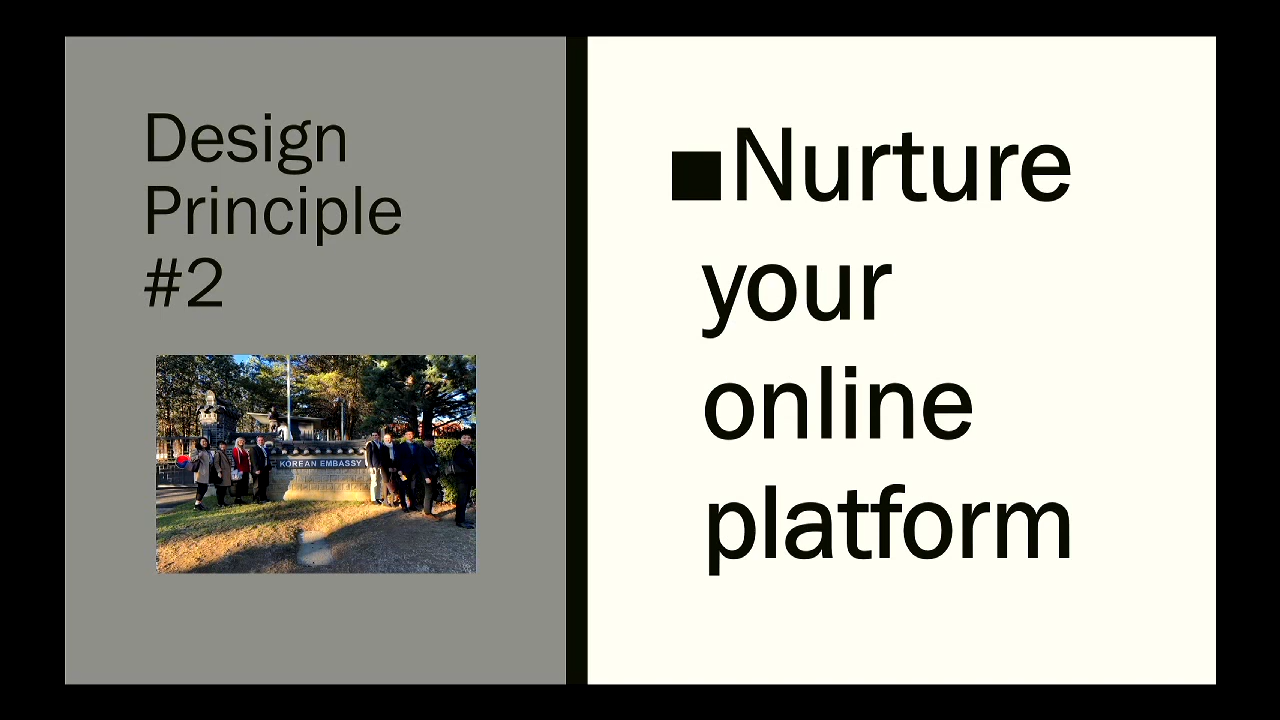 Design
Principle
#2
KOREAN EMBASSY
Nurture
your
online
platform